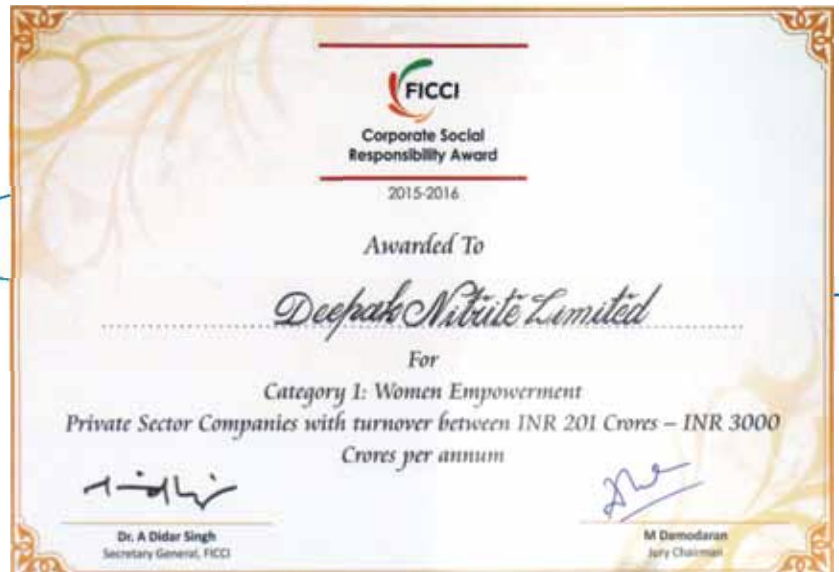 FICCI
Corporate Social
Responsibility Award
2015-2016
Awarded To
Deepak Nitrite Limited
For
Category 1: Women Empowerment
Private Sector Companies with turnover between INR 201 Crores – INR 3000
Crores per annum
Dr. A Didar Singh
Secretary General, FICCI
M Damodaran
Jury Chairman